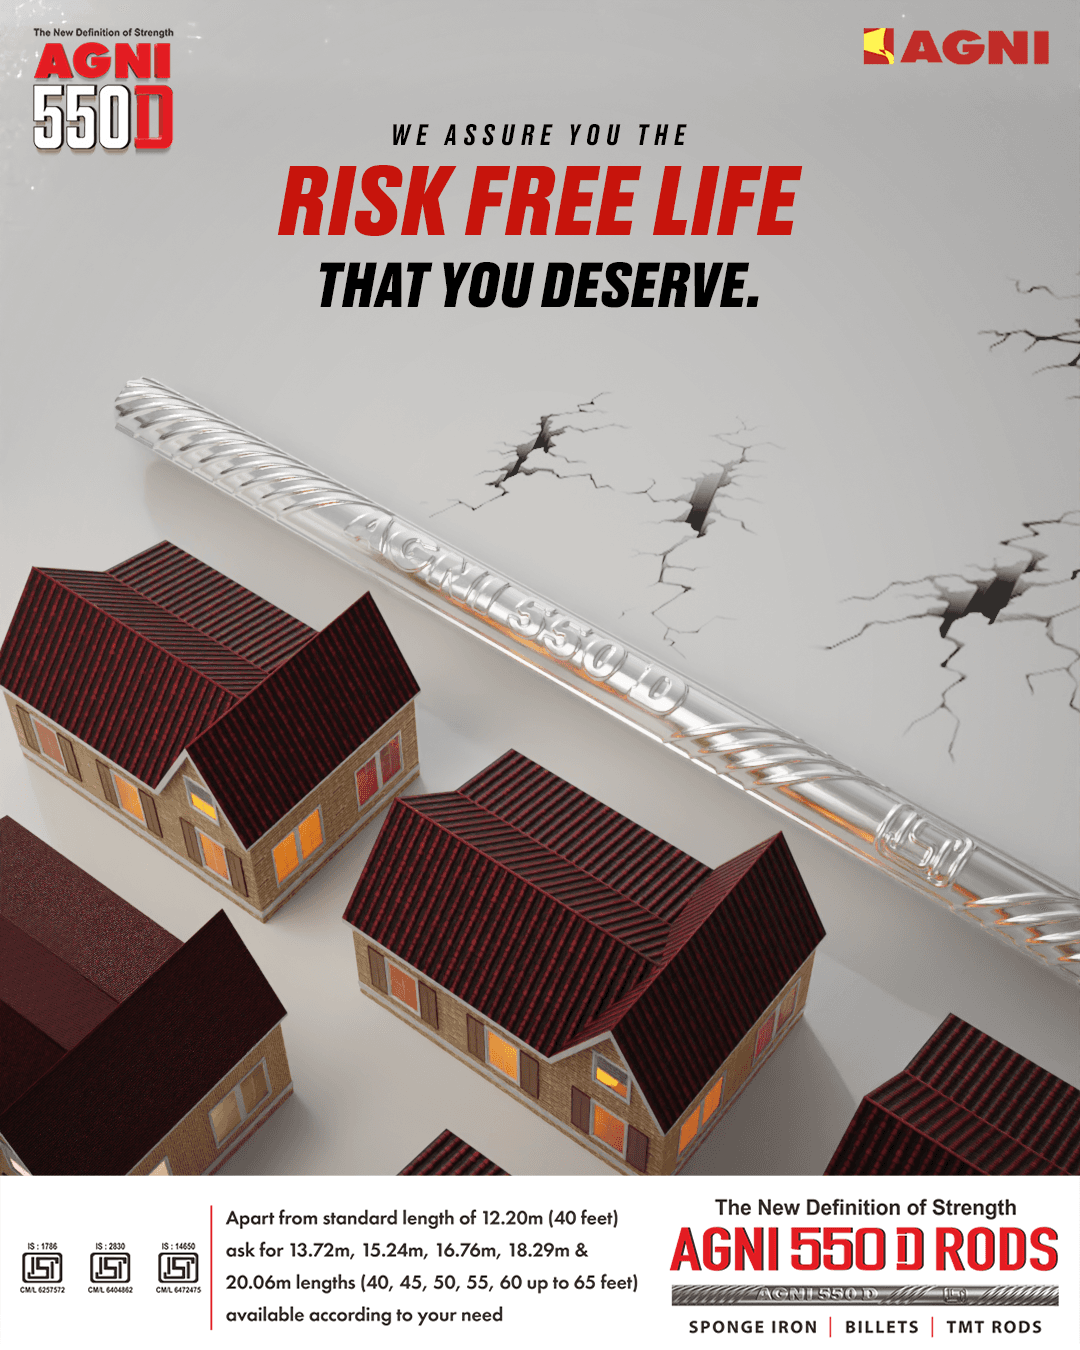 The New Definition of Strength
AGNI
550D
AGNI
WE ASSURE YOU THE
RISK FREE LIFE
THAT YOU DESERVE.
AGNI 550 D
IS : 1786
CM/L 6257572
IS : 2830
CM/L 6404862
IS : 14650
CM/L 6472475
Apart from standard length of 12.20m (40 feet)
ask for 13.72m, 15.24m, 16.76m, 18.29m &
20.06m lengths (40, 45, 50, 55, 60 up to 65 feet)
available according to your need
The New Definition of Strength
AGNI 550 D RODS
AGNI 550 D
SPONGE IRON | BILLETS | TMT RODS